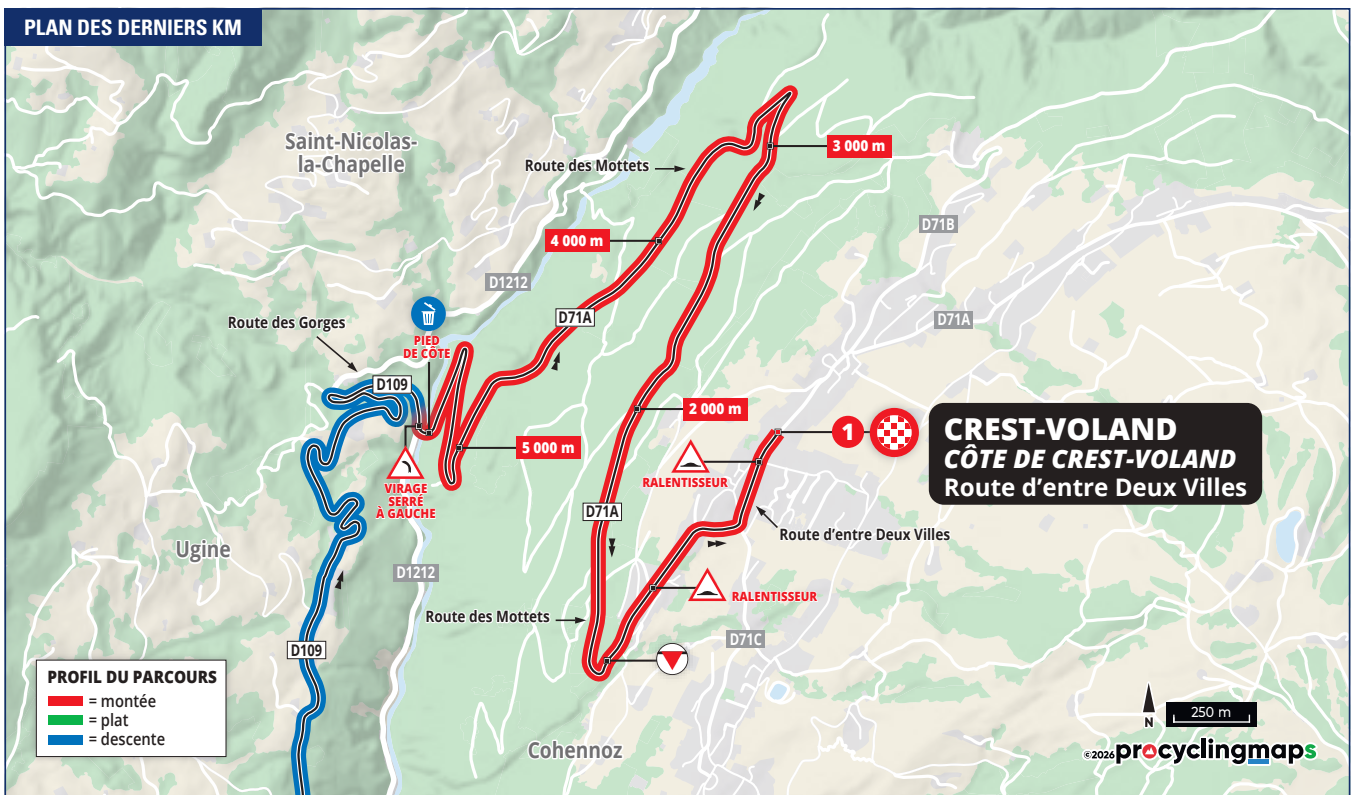 PLAN DES DERNIERS KM
Saint-Nicolas-
la-Chapelle
Route des Mottets
3 000 m
D71B
4 000 m
D1212
D71A
D71A
Route des Gorges
PIED
DE CÔTE
D109
2 000 m
1
CREST-VOLAND
CÔTE DE CREST-VOLAND
Route d'entre Deux Villes
5 000 m
RALENTISSEUR
VIRAGE
SERRÉ
À GAUCHE
D71A
Route d'entre Deux Villes
Ugine
D1212
RALENTISSEUR
Route des Mottets
D71C
D109
PROFIL DU PARCOURS
= montée
= plat
= descente
Cohennoz
N
250 m
©2026 procyclingmaps